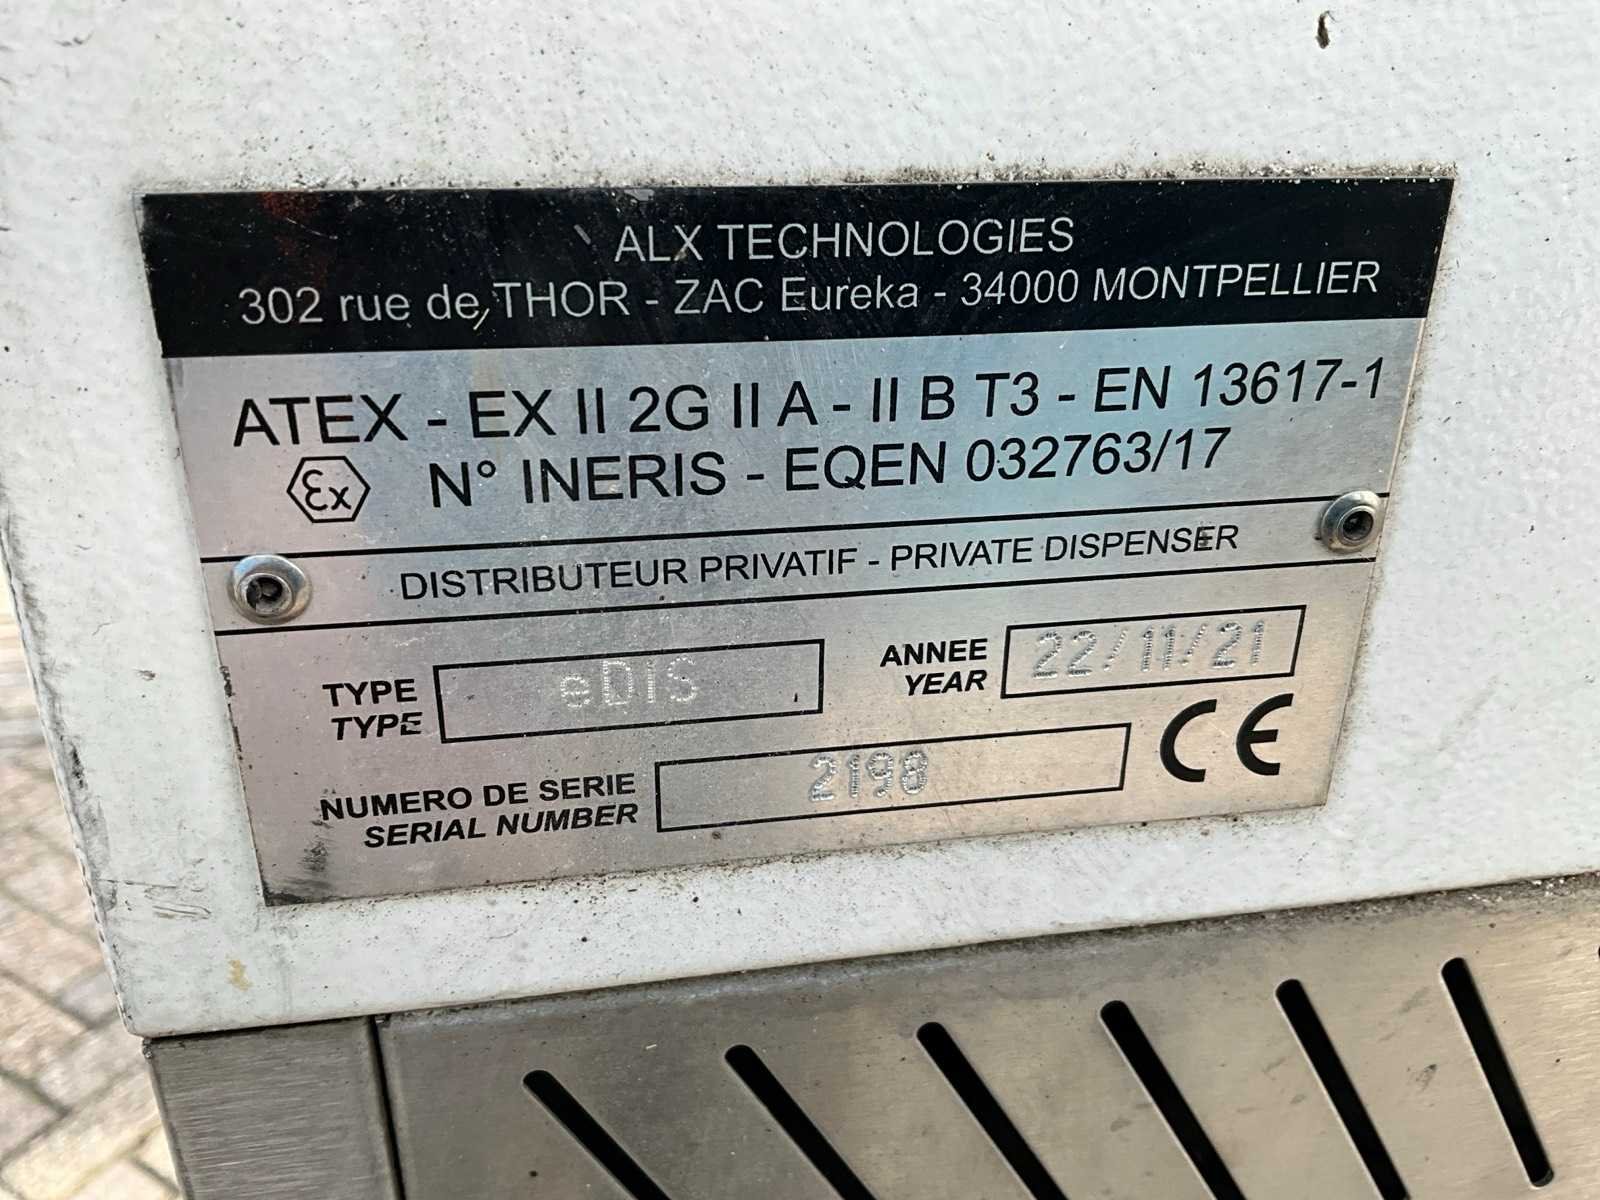 ALX TECHNOLOGIES
302 rue de THOR - ZAC Eureka - 34000 MONTPELLIER
ATEX - EX II 2G II A - II B T3 - EN 13617-1
Ex N° INERIS - EQEN 032763/17
DISTRIBUTEUR PRIVATIF - PRIVATE DISPENSER
TYPE
TYPE
eDIS
ANNEE
YEAR
22/11/21
NUMERO DE SERIE
SERIAL NUMBER
2198
CE